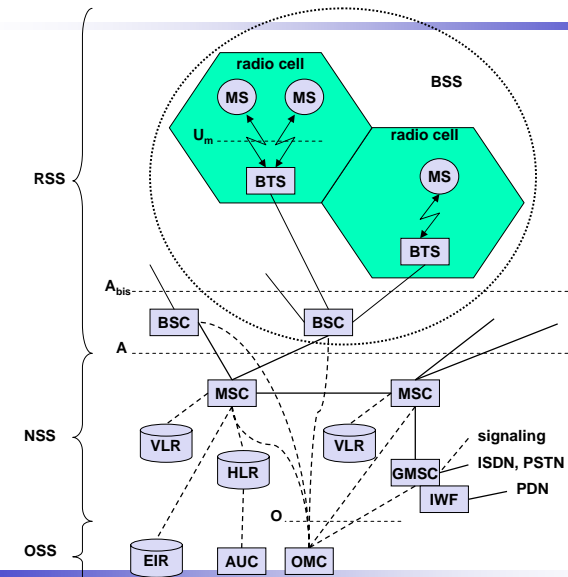 radio cell
BSS
MS
MS
radio cell
Um
RSS
BTS
MS
BTS
Abis
BSC
BSC
A
MSC
MSC
NSS
VLR
VLR
signaling
HLR
GMSC
ISDN, PSTN
IWF
PDN
O
OSS
EIR
AUC
OMC